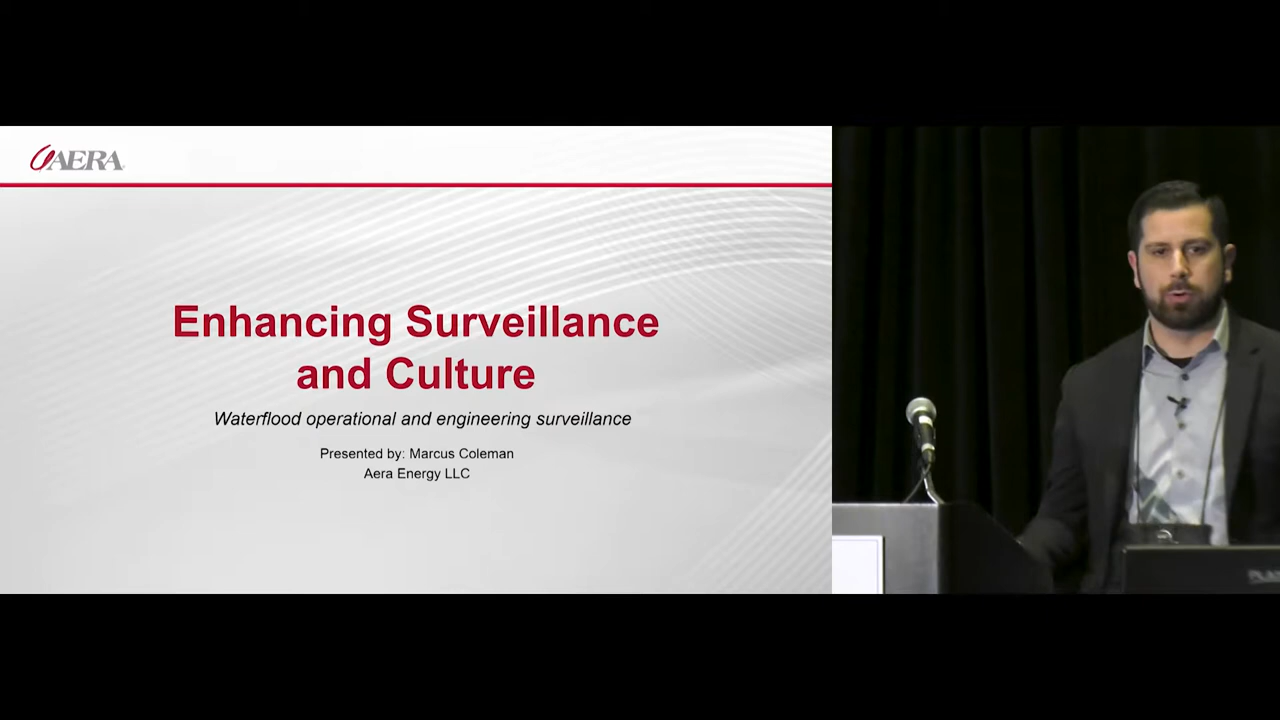 AERA
Enhancing Surveillance
and Culture
Waterflood operational and engineering surveillance
Presented by: Marcus Coleman
Aera Energy LLC